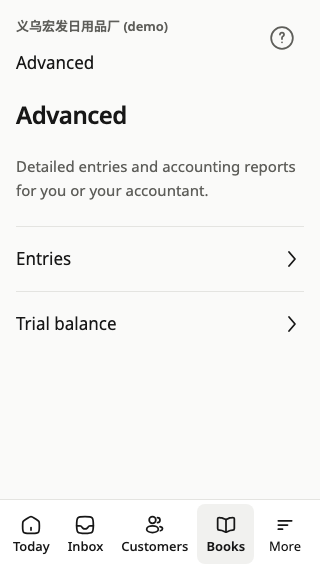 义乌宏发日用品厂 (demo)
Advanced
Advanced
Detailed entries and accounting reports
for you or your accountant.
Entries
Trial balance
Today
Inbox
Customers
Books
More